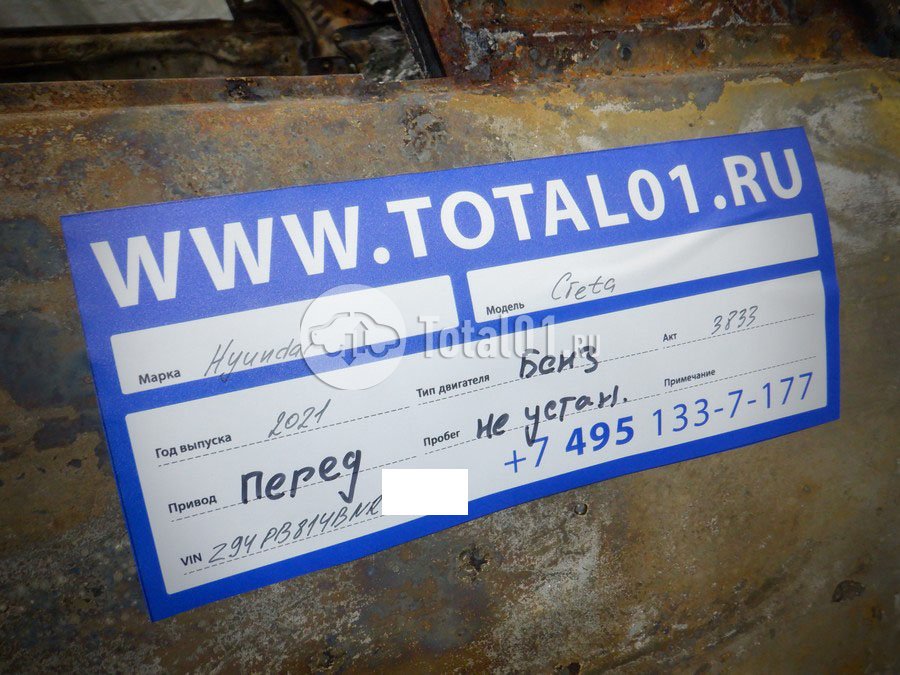 WWW.TOTAL01.RU
Марка Hyundai Модель Creta
Total01.ru
Год выпуска 2021 Тип двигателя Бенз Акт 3833
Привод Перед Пробег не устан. Примечание
+7 495 133-7-177
VIN Z94PB814BNR